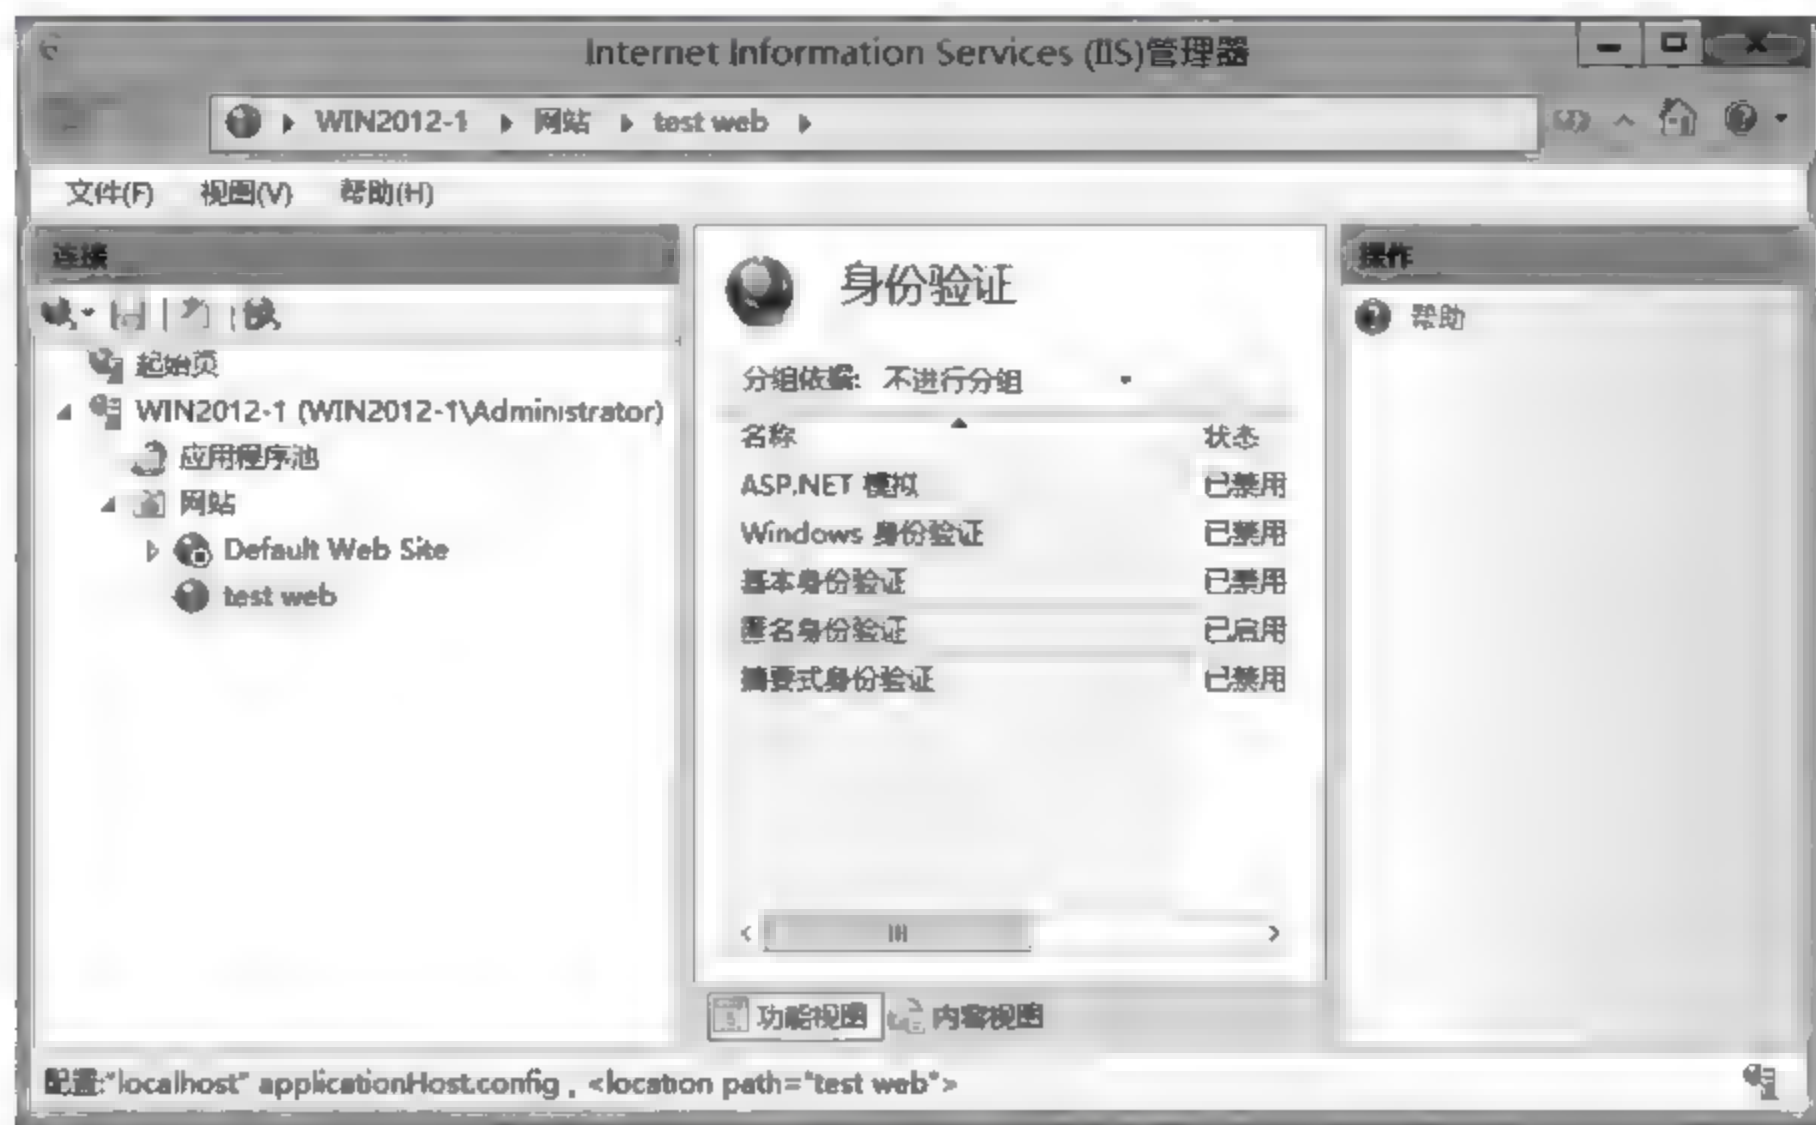 Internet Information Services (IIS)管理器
WIN2012-1 网站 test web
文件(F) 视图(V) 帮助(H)
连接
起始页
WIN2012-1 (WIN2012-1\Administrator)
应用程序池
网站
Default Web Site
test web
身份验证
分组依据: 不进行分组
名称 状态
ASP.NET 模拟 已禁用
Windows 身份验证 已禁用
基本身份验证 已禁用
匿名身份验证 已启用
摘要式身份验证 已禁用
功能视图 内容视图
操作
帮助
配置:"localhost" applicationHost.config , <location path="test web">